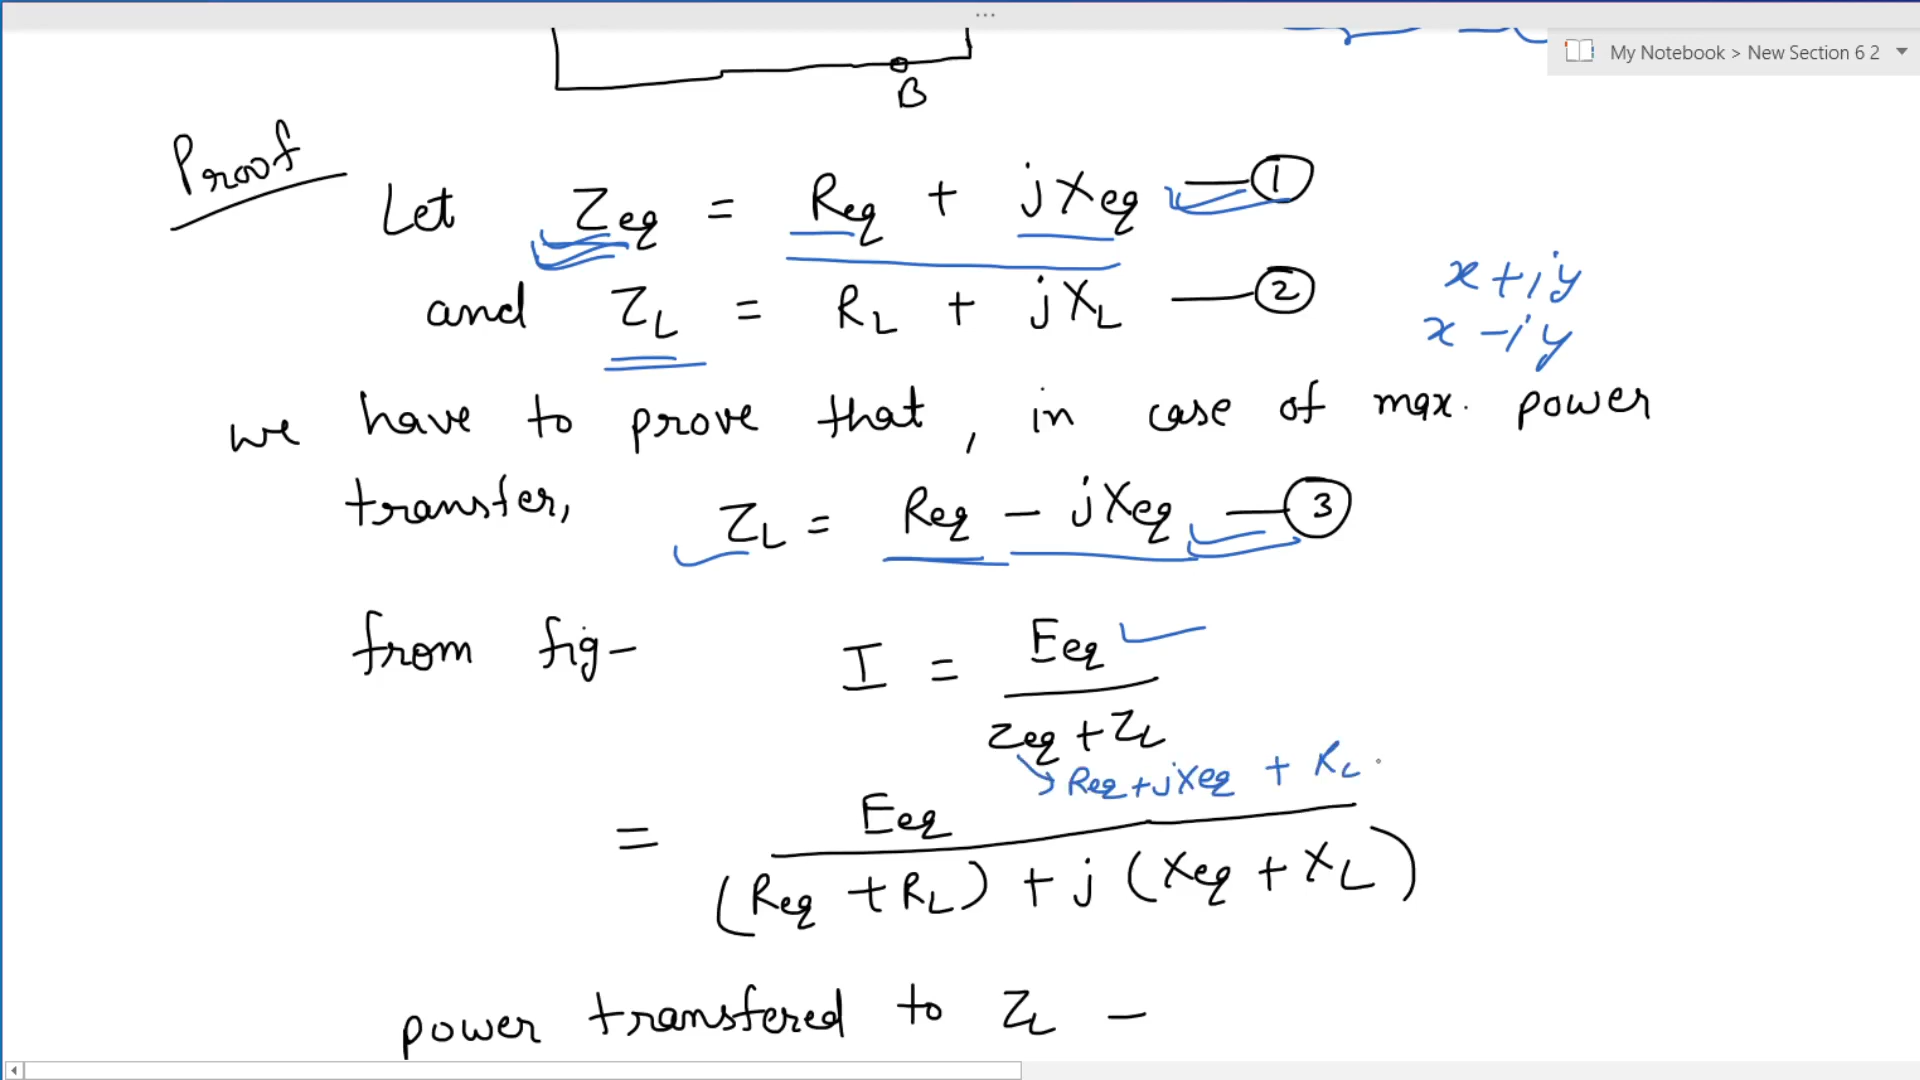 ...
My Notebook > New Section 6 2
B
Proof
Let Zeq = Req + jXeq — 1
and ZL = RL + jXL — 2
x + iy
x - iy
we have to prove that, in case of max. power
transfer, ZL = Req - jXeq — 3
from fig- I = Eeq / Zeq + ZL
Req + jXeq + RL
= Eeq / (Req + RL) + j (Xeq + XL)
power transfered to ZL -